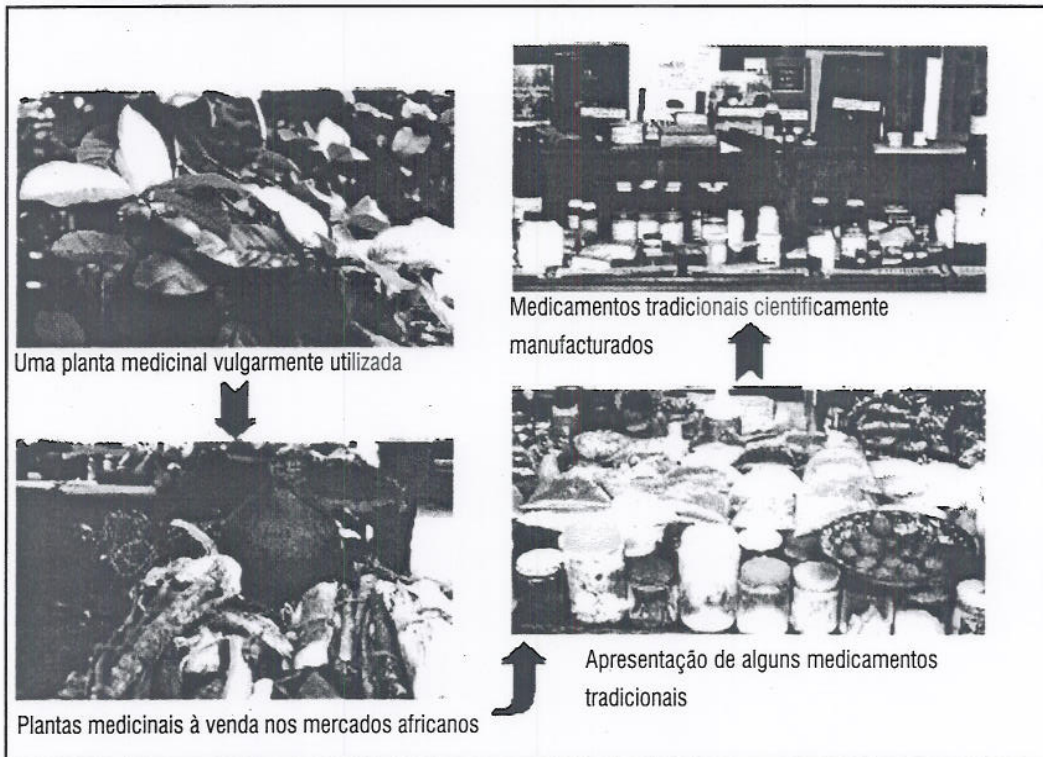 Uma planta medicinal vulgarmente utilizada
Plantas medicinais à venda nos mercados africanos
Apresentação de alguns medicamentos
tradicionais
Medicamentos tradicionais cientificamente
manufacturados